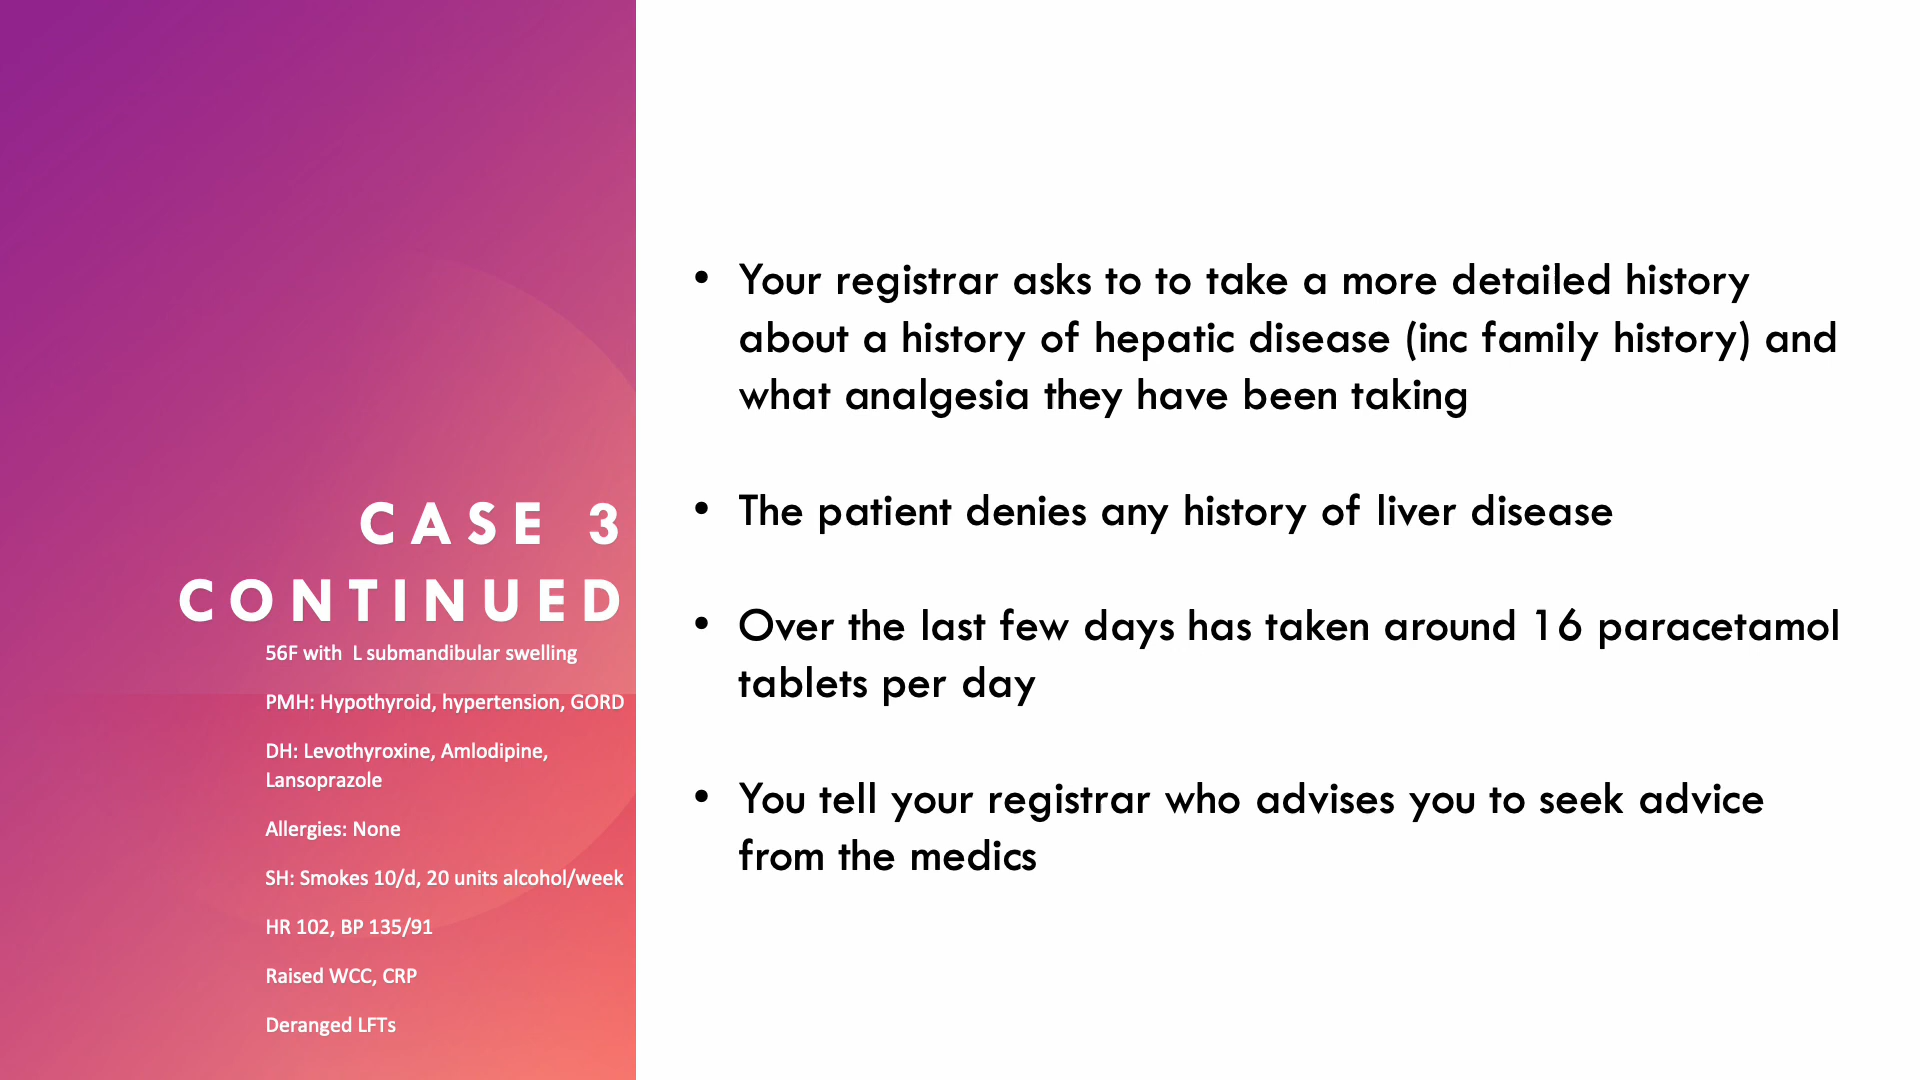 CASE 3
CONTINUED
56F with  L submandibular swelling
PMH: Hypothyroid, hypertension, GORD
DH: Levothyroxine, Amlodipine,
Lansoprazole
Allergies: None
SH: Smokes 10/d, 20 units alcohol/week
HR 102, BP 135/91
Raised WCC, CRP
Deranged LFTs
• Your registrar asks to to take a more detailed history
about a history of hepatic disease (inc family history) and
what analgesia they have been taking
• The patient denies any history of liver disease
• Over the last few days has taken around 16 paracetamol
tablets per day
• You tell your registrar who advises you to seek advice
from the medics